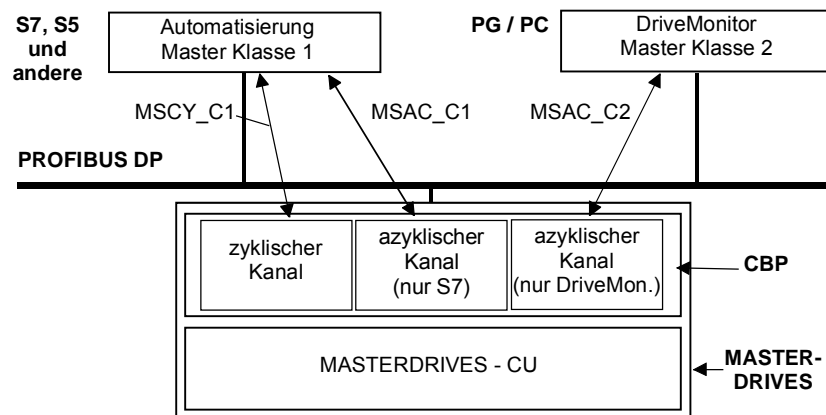 S7, S5
und
andere
Automatisierung
Master Klasse 1
PG / PC
DriveMonitor
Master Klasse 2
MSCY_C1
MSAC_C1
MSAC_C2
PROFIBUS DP
zyklischer
Kanal
azyklischer
Kanal
(nur S7)
azyklischer
Kanal
(nur DriveMon.)
CBP
MASTERDRIVES - CU
MASTER-
DRIVES